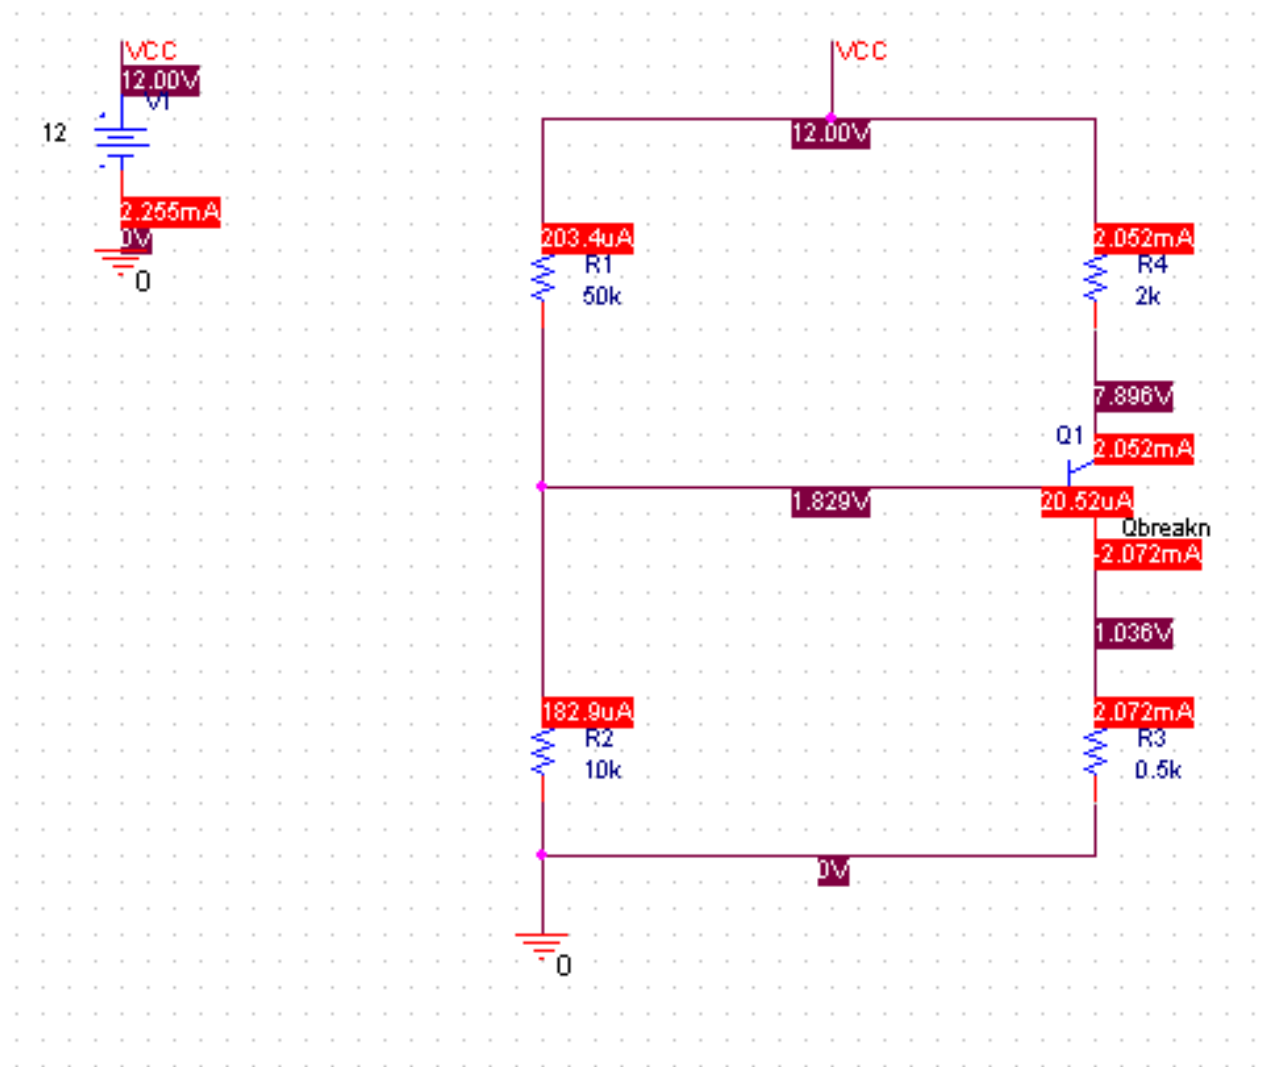 VCC
12.00V
V1
12
2.255mA
0V
0
VCC
12.00V
203.4uA
R1
50k
2.052mA
R4
2k
7.896V
Q1
2.052mA
1.829V
20.52uA
Qbreakn
-2.072mA
1.036V
182.9uA
R2
10k
2.072mA
R3
0.5k
0V
0